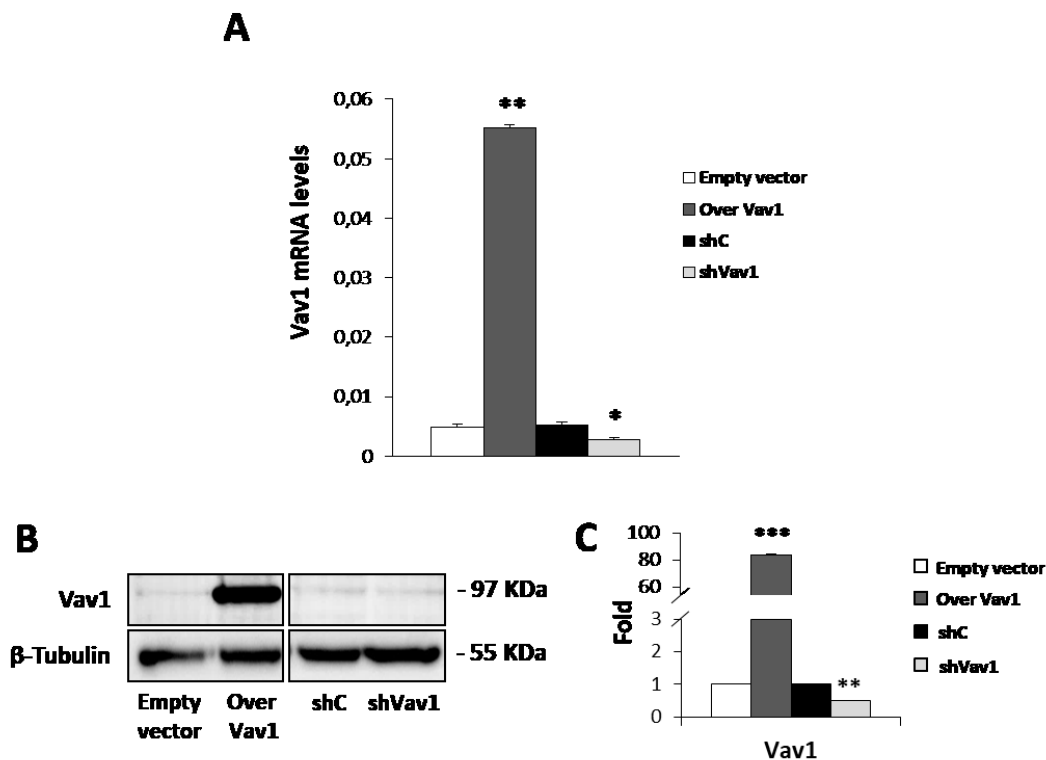 A
Vav1 mRNA levels
0,06
0,05
0,04
0,03
0,02
0,01
0
**
*
Empty vector
Over Vav1
shC
shVav1
B
Vav1
- 97 KDa
β-Tubulin
- 55 KDa
Empty vector
Over Vav1
shC
shVav1
C
Fold
100
80
60
3
2
1
0
***
**
Vav1
Empty vector
Over Vav1
shC
shVav1